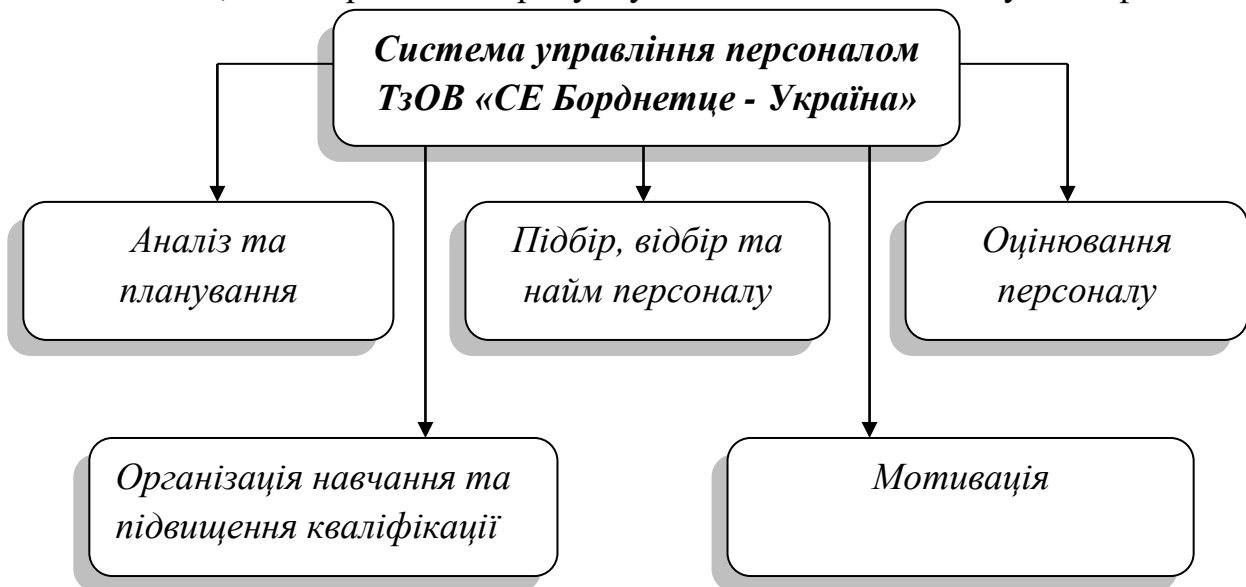 Система управління персоналом
ТзОВ «СЕ Борднетце - Україна»
Аналіз та
планування
Підбір, відбір та
найм персоналу
Оцінювання
персоналу
Організація навчання та
підвищення кваліфікації
Мотивація